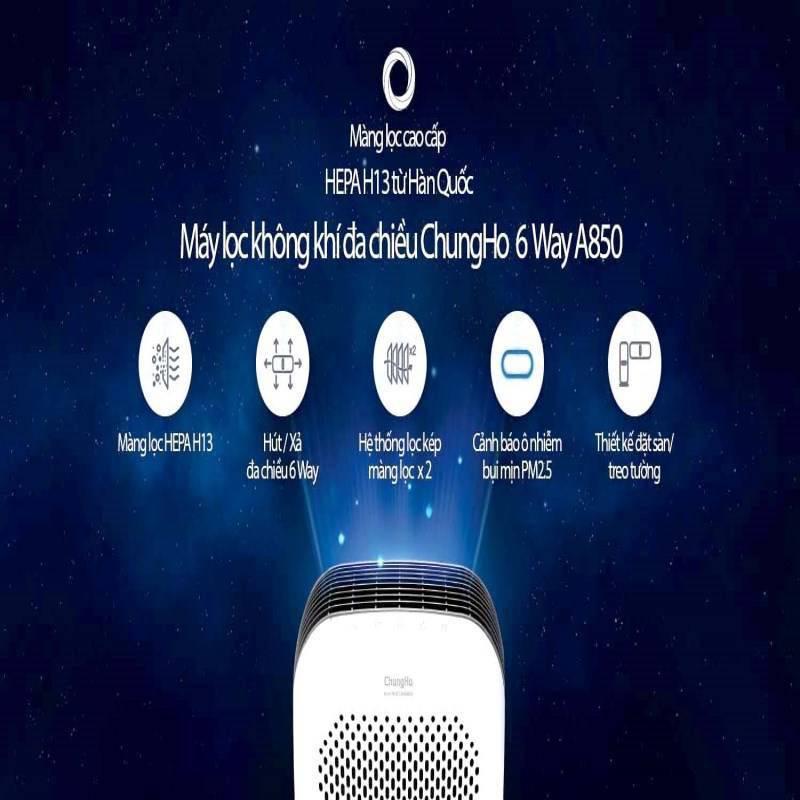 Màng lọc cao cấp
HEPA H13 từ Hàn Quốc
Máy lọc không khí đa chiều ChungHo 6 Way A850
x2
Màng lọc HEPA H13
Hút / Xả
đa chiều 6 Way
Hệ thống lọc kép
màng lọc x 2
Cảnh báo ô nhiễm
bụi mịn PM2.5
Thiết kế đặt sàn/
treo tường
ChungHo